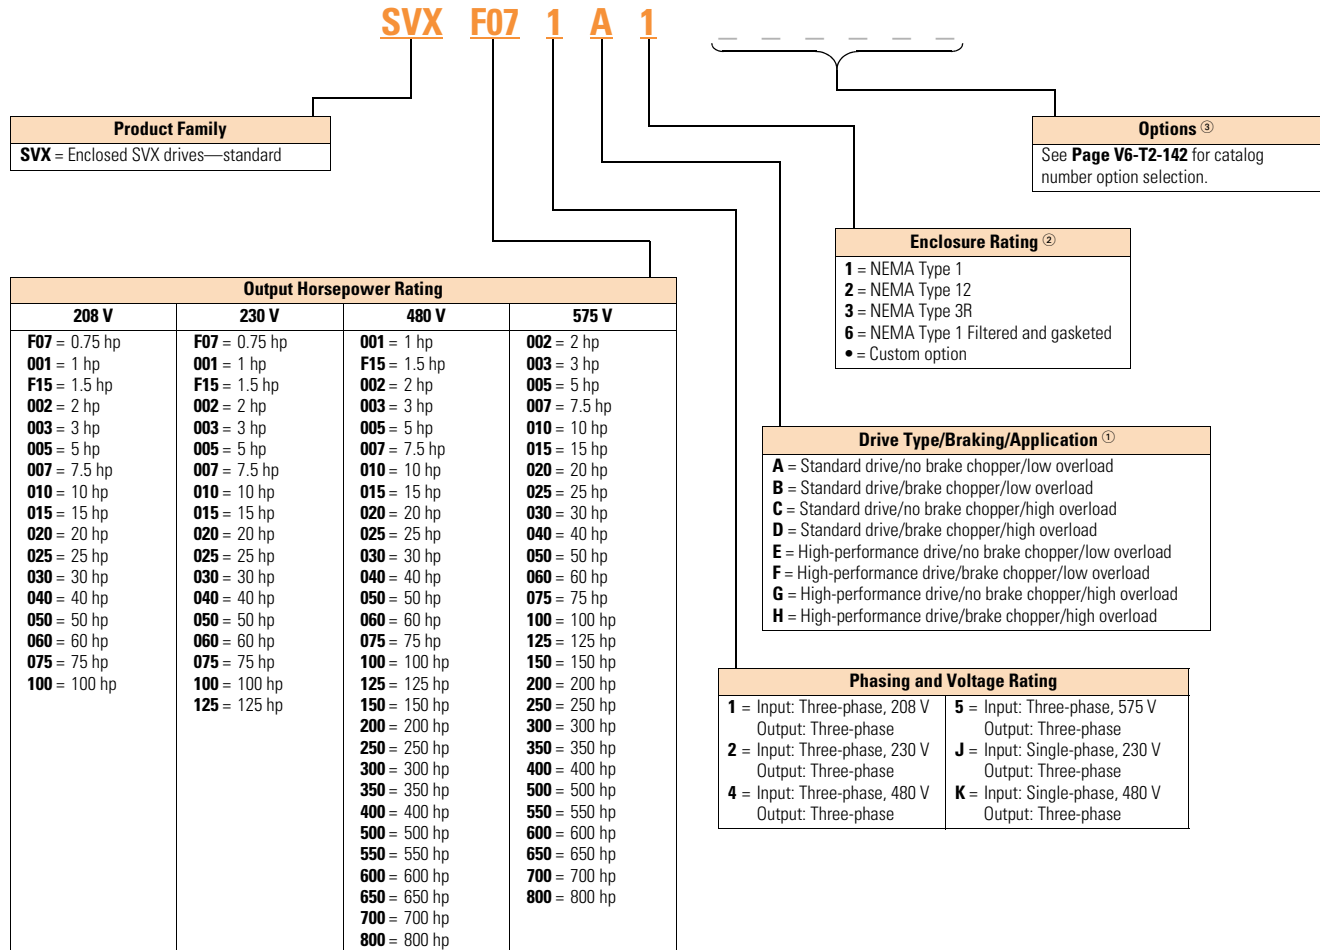 SVX F07 1 A 1
Product Family
SVX = Enclosed SVX drives—standard
Options ③
See Page V6-T2-142 for catalog
number option selection.
Enclosure Rating ②
1 = NEMA Type 1
2 = NEMA Type 12
3 = NEMA Type 3R
6 = NEMA Type 1 Filtered and gasketed
• = Custom option
Output Horsepower Rating
208 V
F07 = 0.75 hp
001 = 1 hp
F15 = 1.5 hp
002 = 2 hp
003 = 3 hp
005 = 5 hp
007 = 7.5 hp
010 = 10 hp
015 = 15 hp
020 = 20 hp
025 = 25 hp
030 = 30 hp
040 = 40 hp
050 = 50 hp
060 = 60 hp
075 = 75 hp
100 = 100 hp
230 V
F07 = 0.75 hp
001 = 1 hp
F15 = 1.5 hp
002 = 2 hp
003 = 3 hp
005 = 5 hp
007 = 7.5 hp
010 = 10 hp
015 = 15 hp
020 = 20 hp
025 = 25 hp
030 = 30 hp
040 = 40 hp
050 = 50 hp
060 = 60 hp
075 = 75 hp
100 = 100 hp
125 = 125 hp
480 V
001 = 1 hp
F15 = 1.5 hp
002 = 2 hp
003 = 3 hp
005 = 5 hp
007 = 7.5 hp
010 = 10 hp
015 = 15 hp
020 = 20 hp
025 = 25 hp
030 = 30 hp
040 = 40 hp
050 = 50 hp
060 = 60 hp
075 = 75 hp
100 = 100 hp
125 = 125 hp
150 = 150 hp
200 = 200 hp
250 = 250 hp
300 = 300 hp
350 = 350 hp
400 = 400 hp
500 = 500 hp
550 = 550 hp
600 = 600 hp
650 = 650 hp
700 = 700 hp
800 = 800 hp
575 V
002 = 2 hp
003 = 3 hp
005 = 5 hp
007 = 7.5 hp
010 = 10 hp
015 = 15 hp
020 = 20 hp
025 = 25 hp
030 = 30 hp
040 = 40 hp
050 = 50 hp
060 = 60 hp
075 = 75 hp
100 = 100 hp
125 = 125 hp
150 = 150 hp
200 = 200 hp
250 = 250 hp
300 = 300 hp
350 = 350 hp
400 = 400 hp
500 = 500 hp
550 = 550 hp
600 = 600 hp
650 = 650 hp
700 = 700 hp
800 = 800 hp
Drive Type/Braking/Application ①
A = Standard drive/no brake chopper/low overload
B = Standard drive/brake chopper/low overload
C = Standard drive/no brake chopper/high overload
D = Standard drive/brake chopper/high overload
E = High-performance drive/no brake chopper/low overload
F = High-performance drive/brake chopper/low overload
G = High-performance drive/no brake chopper/high overload
H = High-performance drive/brake chopper/high overload
Phasing and Voltage Rating
1 = Input: Three-phase, 208 V
Output: Three-phase
2 = Input: Three-phase, 230 V
Output: Three-phase
4 = Input: Three-phase, 480 V
Output: Three-phase
5 = Input: Three-phase, 575 V
Output: Three-phase
J = Input: Single-phase, 230 V
Output: Three-phase
K = Input: Single-phase, 480 V
Output: Three-phase